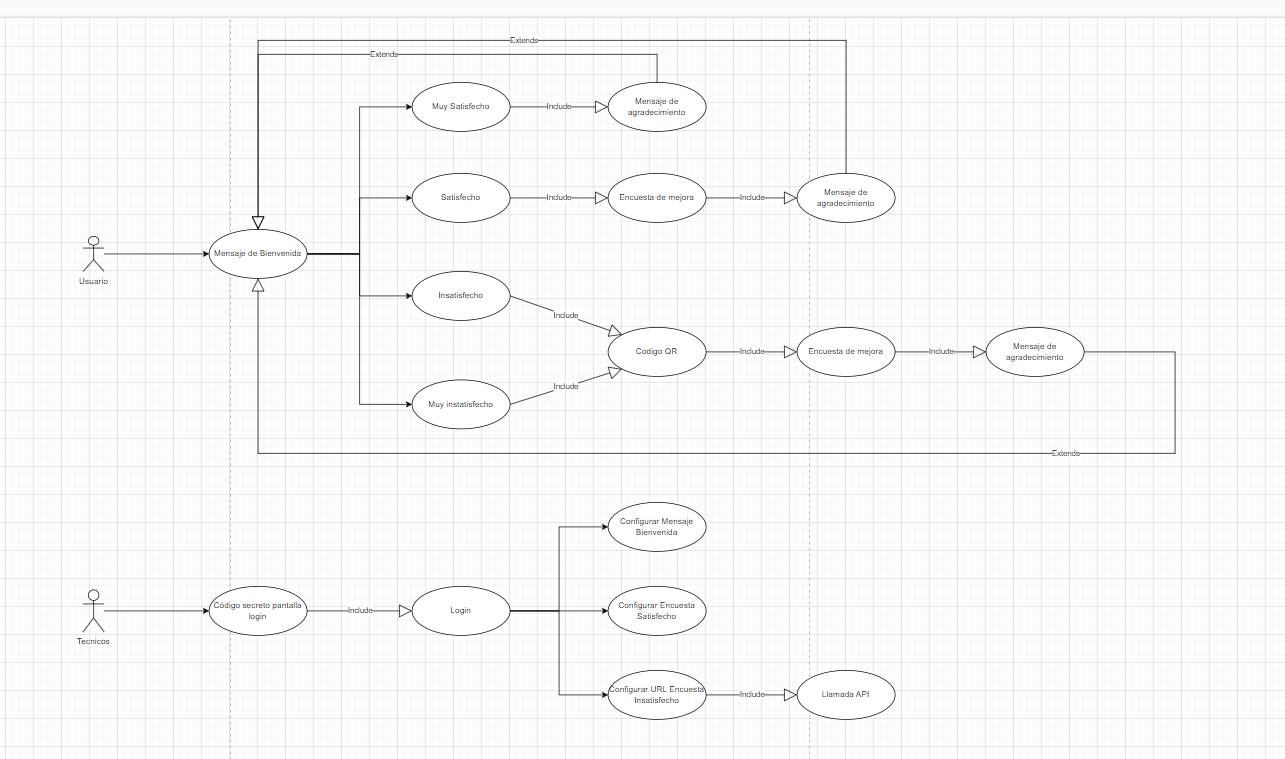 Extends
Extends
Muy Satisfecho
Include
Mensaje de
agradecimiento
Satisfecho
Include
Encuesta de mejora
Include
Mensaje de
agradecimiento
Usuario
Mensaje de Bienvenida
Insatisfecho
Include
Codigo QR
Include
Encuesta de mejora
Include
Mensaje de
agradecimiento
Include
Muy instatisfecho
Extends
Configurar Mensaje
Bienvenida
Tecnicos
Código secreto pantalla
login
Include
Login
Configurar Encuesta
Satisfecho
Configurar URL Encuesta
Insatisfecho
Include
Llamada API